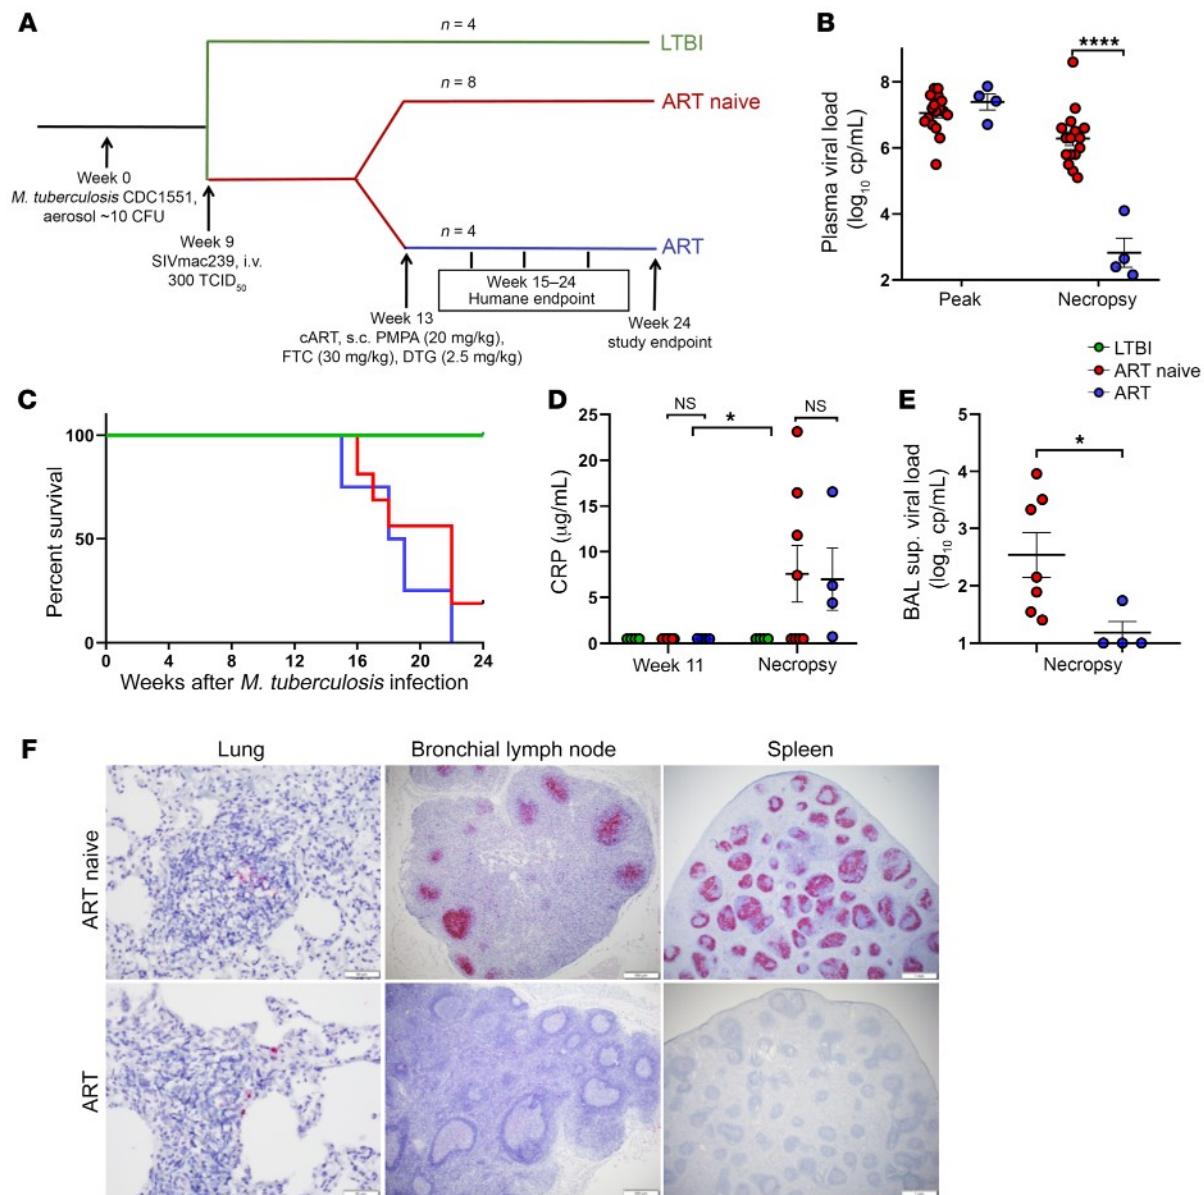 A
n = 4
LTBI
n = 8
ART naive
n = 4
ART
Week 0
M. tuberculosis CDC1551,
aerosol ~10 CFU
Week 9
SIVmac239, i.v.
300 TCID50
Week 15–24
Humane endpoint
Week 13
cART, s.c. PMPA (20 mg/kg),
FTC (30 mg/kg), DTG (2.5 mg/kg)
Week 24
study endpoint
B
****
Plasma viral load
(log10 cp/mL)
8
6
4
2
Peak
Necropsy
LTBI
ART naive
ART
C
Percent survival
100
50
0
0 4 8 12 16 20 24
Weeks after M. tuberculosis infection
D
NS
*
NS
CRP (µg/mL)
25
20
15
10
5
0
Week 11
Necropsy
E
*
BAL sup. viral load
(log10 cp/mL)
5
4
3
2
1
Necropsy
F
Lung
Bronchial lymph node
Spleen
ART naive
ART